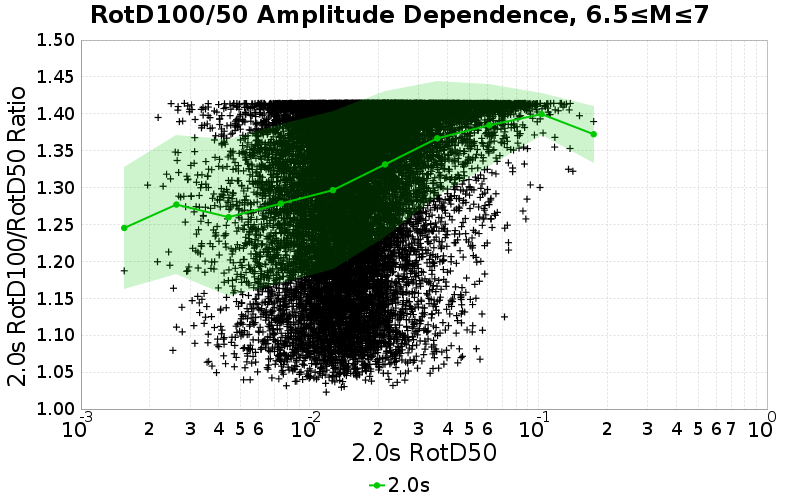 RotD100/50 Amplitude Dependence, 6.5≤M≤7
2.0s RotD100/RotD50 Ratio
1.50
1.45
1.40
1.35
1.30
1.25
1.20
1.15
1.10
1.05
1.00
10-3 2 3 4 5 6 10-2 2 3 4 5 6 10-1 2 3 4 5 6 7 100
2.0s RotD50
2.0s